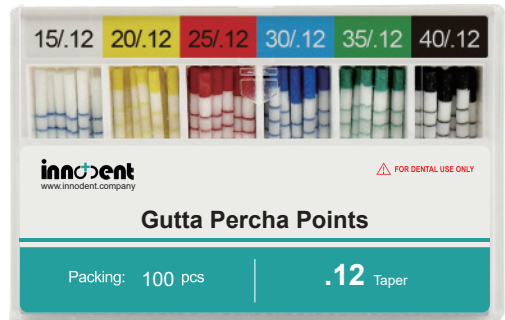 15/.12 20/.12 25/.12 30/.12 35/.12 40/.12
innodent
www.innodent.company
FOR DENTAL USE ONLY
Gutta Percha Points
Packing: 100 pcs
.12 Taper